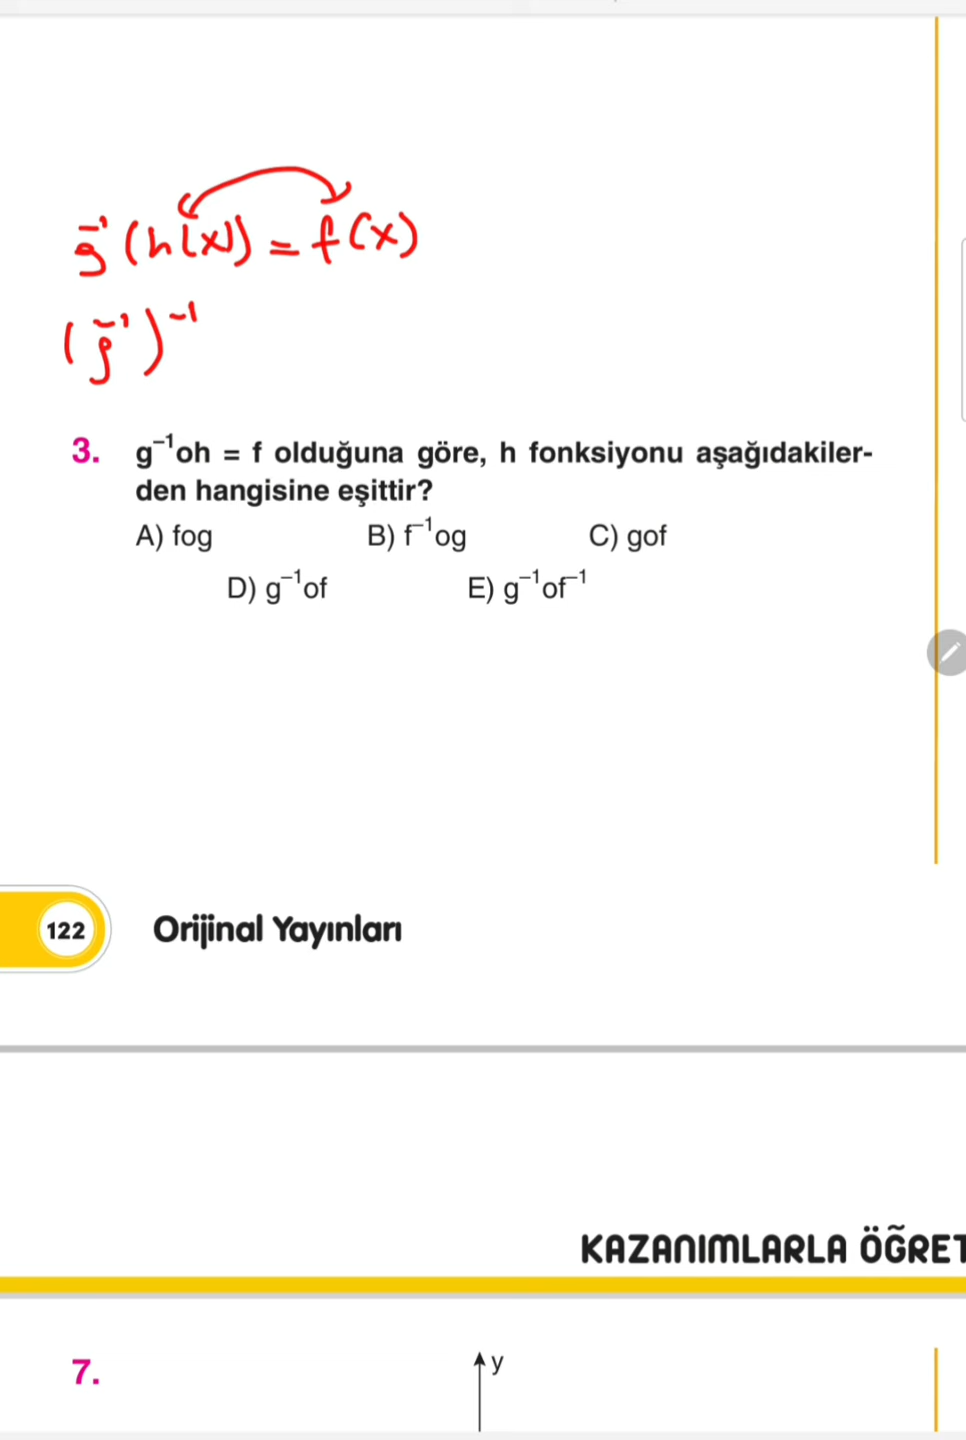 g⁻¹(h(x)) = f(x)
(g⁻¹)⁻¹
3. g⁻¹oh = f olduğuna göre, h fonksiyonu aşağıdakiler-
den hangisine eşittir?
A) fog B) f⁻¹og C) gof
D) g⁻¹of E) g⁻¹of⁻¹
122 Orijinal Yayınları
KAZANIMLARLA ÖĞRET
7. y